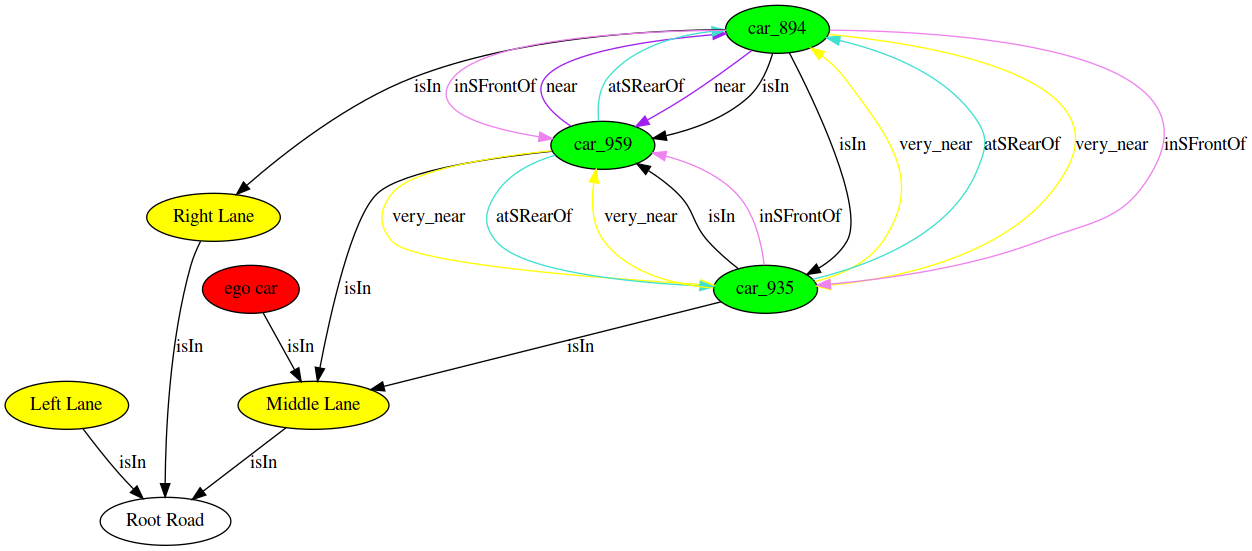 car_894
isIn inSFrontOf near atSRearOf near isIn
car_959 isIn very_near atSRearOf very_near inSFrontOf
Right Lane very_near atSRearOf very_near isIn inSFrontOf
ego car isIn car_935
isIn isIn isIn
Left Lane Middle Lane
isIn isIn
Root Road